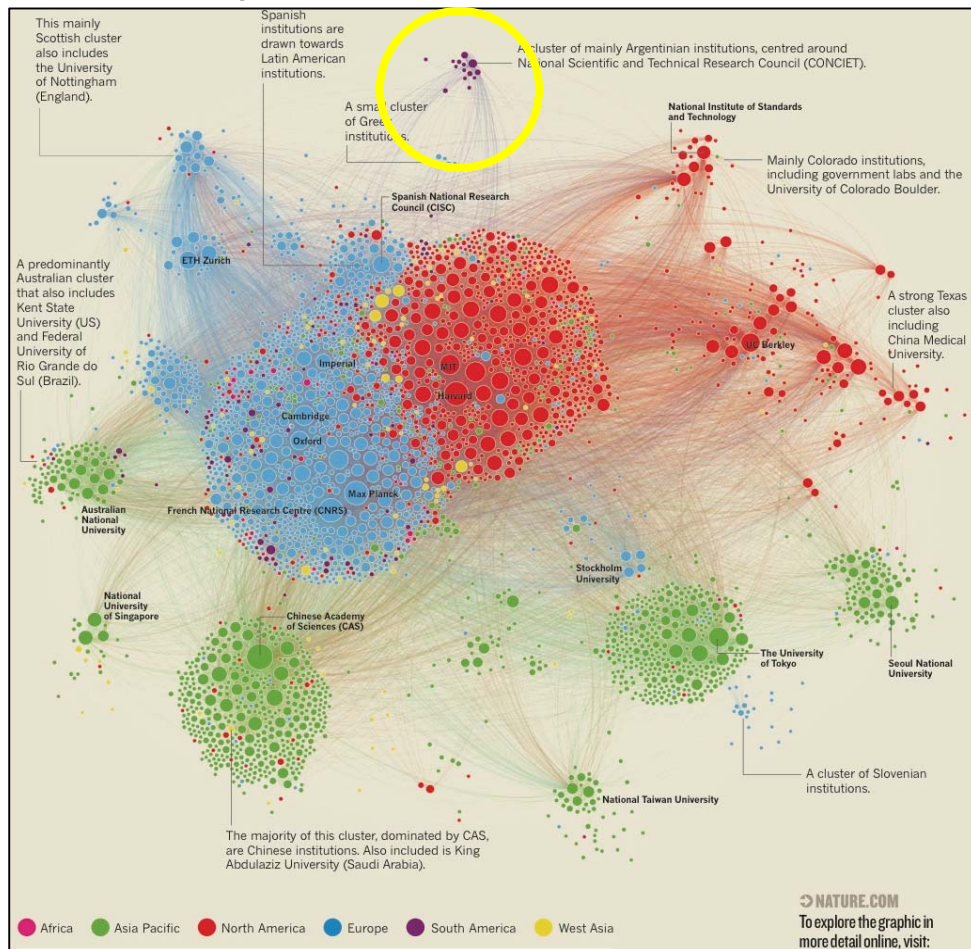 This mainly
Scottish cluster
also includes
the University
of Nottingham
(England).
Spanish
institutions are
drawn towards
Latin American
institutions.
A cluster of mainly Argentinian institutions, centred around
National Scientific and Technical Research Council (CONCIET).
A small cluster
of Greek
institutions.
National Institute of Standards
and Technology
Mainly Colorado institutions,
including government labs and the
University of Colorado Boulder.
Spanish National Research
Council (CISC)
ETH Zurich
A predominantly
Australian cluster
that also includes
Kent State
University (US)
and Federal
University of
Rio Grande do
Sul (Brazil).
A strong Texas
cluster also
including
China Medical
University.
UC Berkley
Imperial
MIT
Harvard
Cambridge
Oxford
Max Planck
French National Research Centre (CNRS)
Australian
National
University
Stockholm
University
National
University
of Singapore
Chinese Academy
of Sciences (CAS)
The University
of Tokyo
Seoul National
University
A cluster of Slovenian
institutions.
National Taiwan University
The majority of this cluster, dominated by CAS,
are Chinese institutions. Also included is King
Abdulaziz University (Saudi Arabia).
Africa
Asia Pacific
North America
Europe
South America
West Asia
NATURE.COM
To explore the graphic in
more detail online, visit: